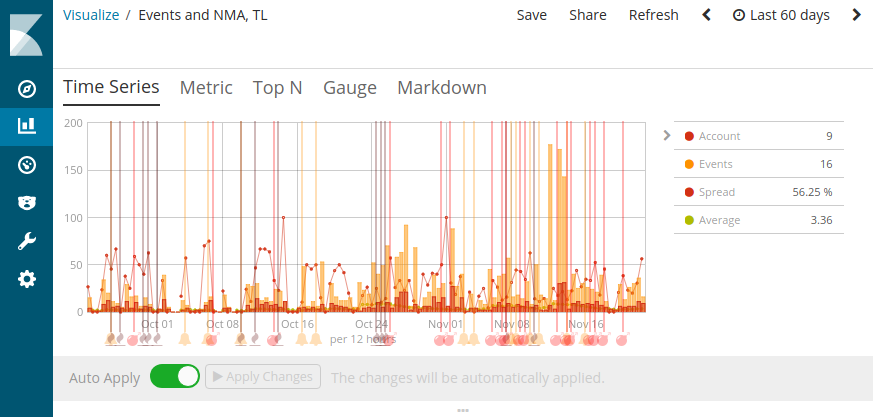 Visualize / Events and NMA, TL Save Share Refresh Last 60 days
Time Series Metric Top N Gauge Markdown
200
150
100
50
0
Account 9
Events 16
Spread 56.25 %
Average 3.36
Oct 01 Oct 08 Oct 16 Oct 24 Nov 01 Nov 08 Nov 16
per 12 hours
Auto Apply Apply Changes The changes will be automatically applied.